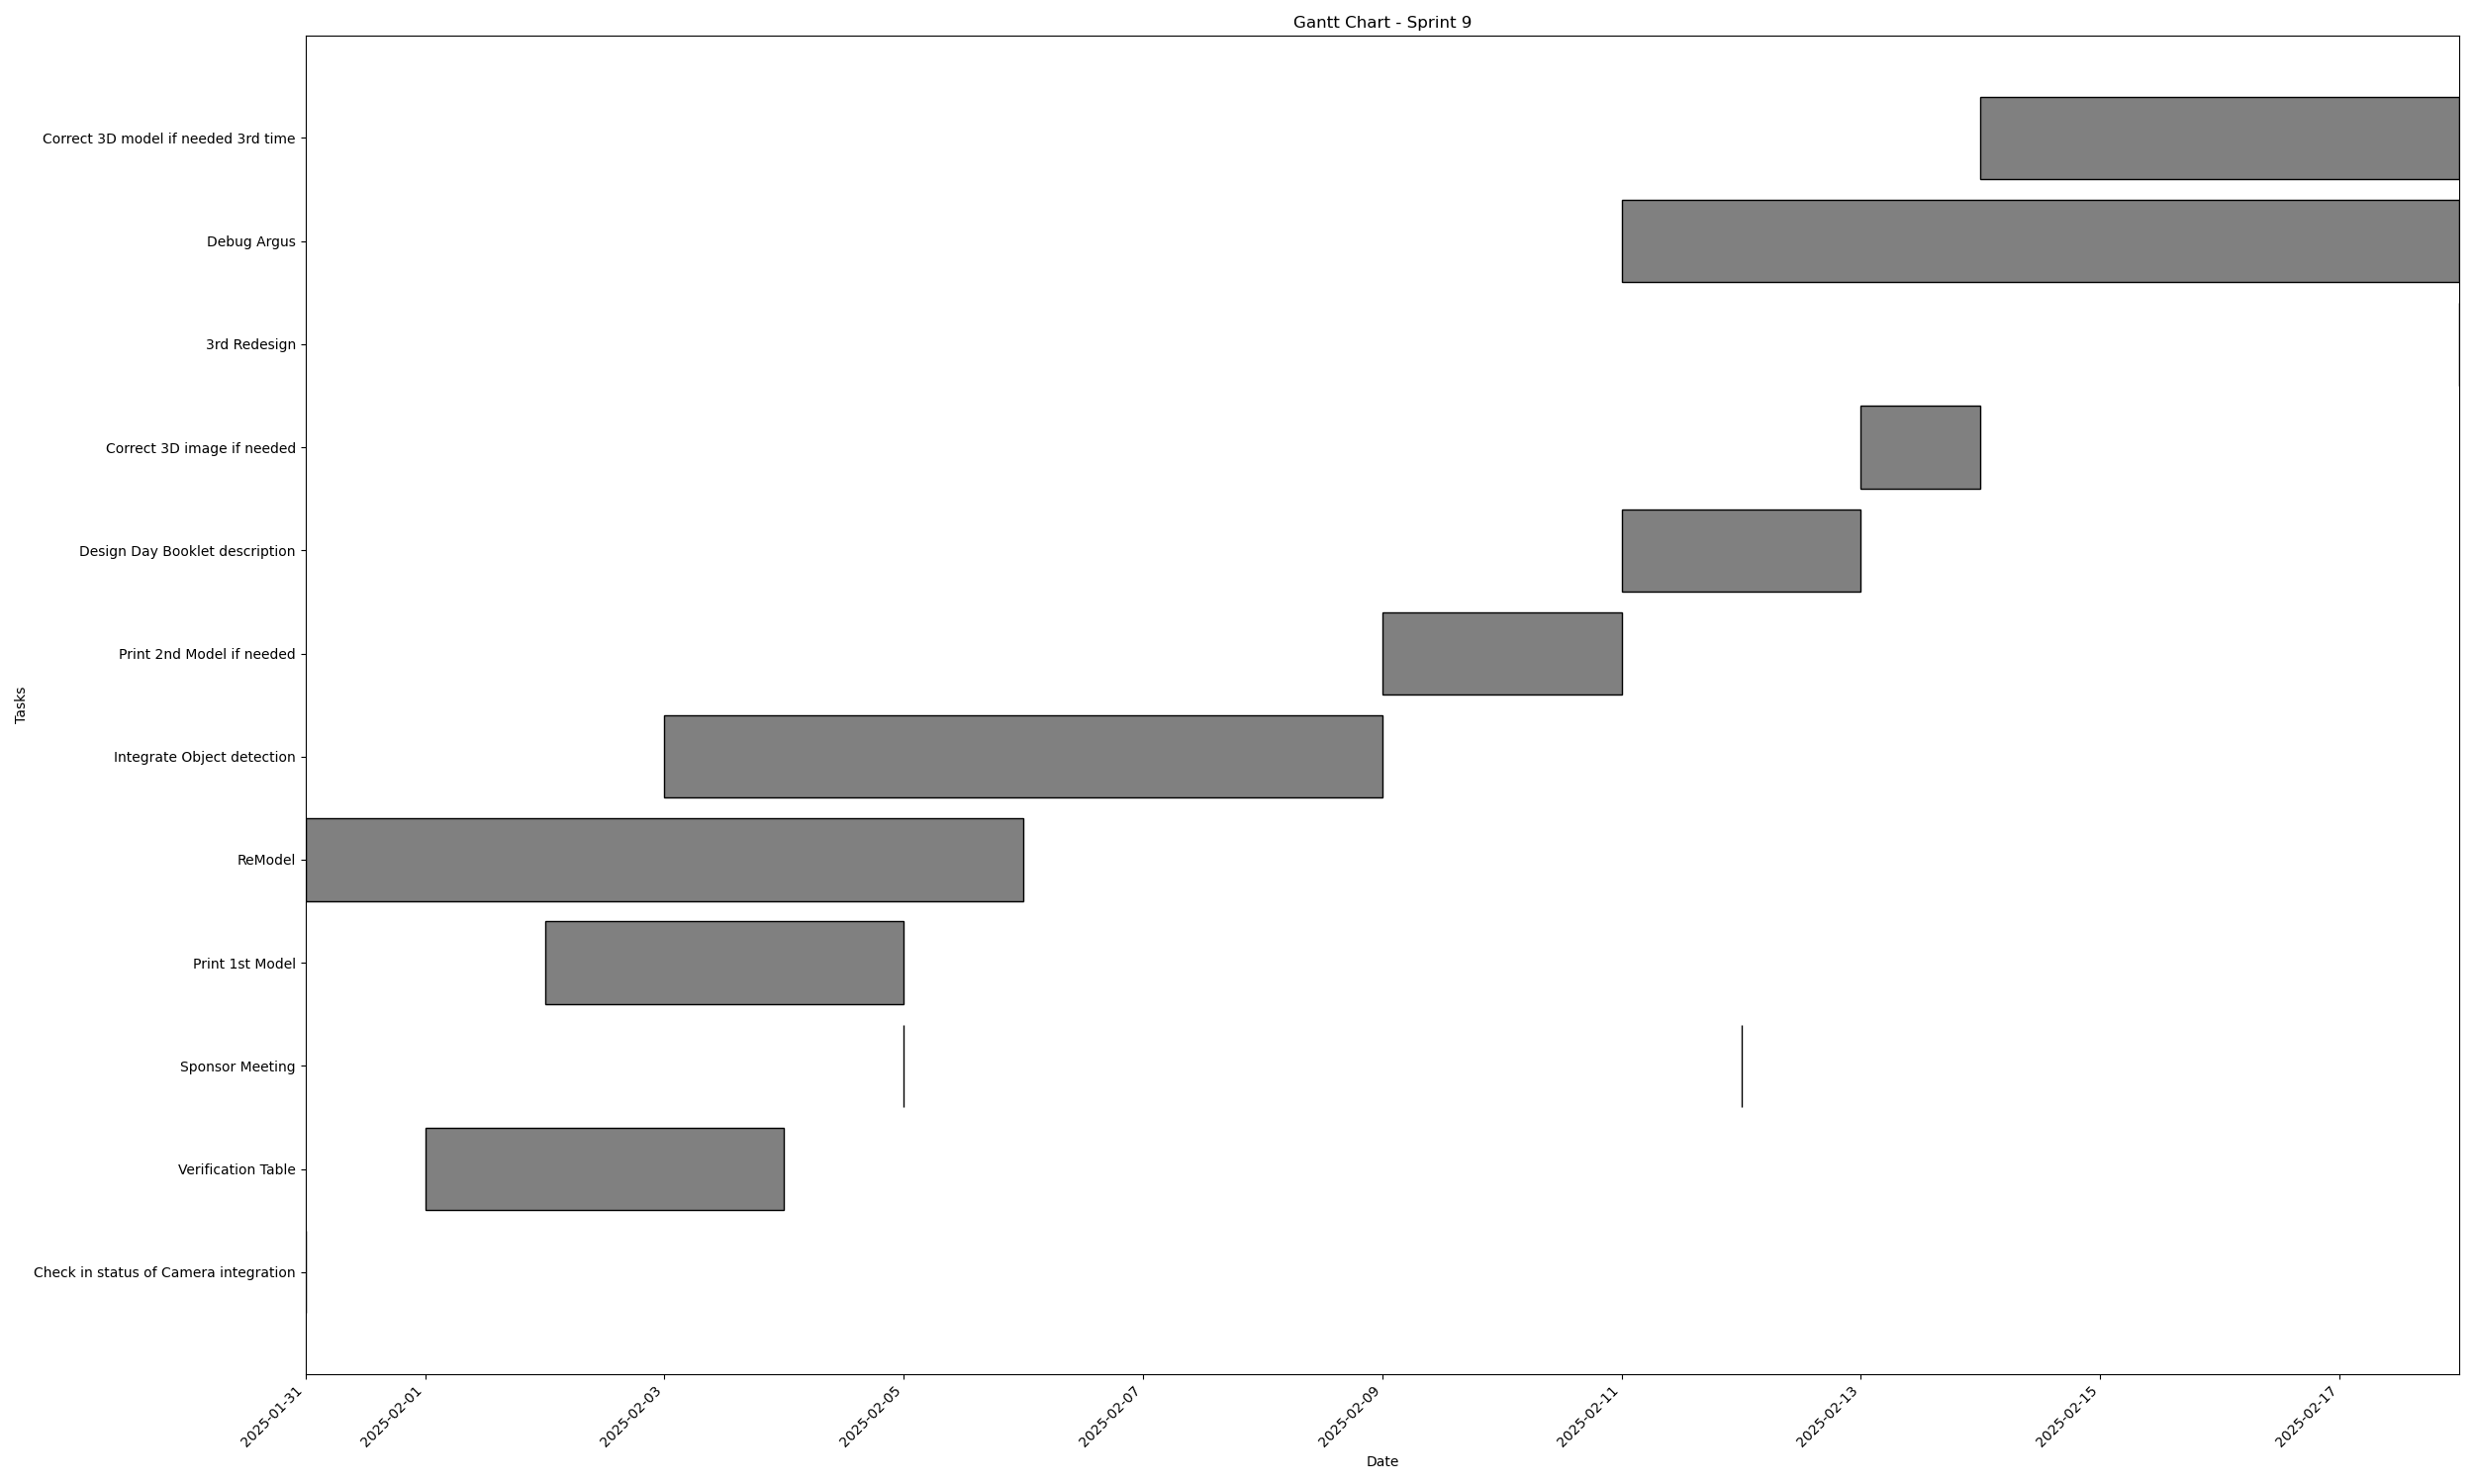 Gantt Chart - Sprint 9
Correct 3D model if needed 3rd time
Debug Argus
3rd Redesign
Correct 3D image if needed
Design Day Booklet description
Print 2nd Model if needed
Integrate Object detection
ReModel
Print 1st Model
Sponsor Meeting
Verification Table
Check in status of Camera integration
Tasks
2025-01-31
2025-02-01
2025-02-03
2025-02-05
2025-02-07
2025-02-09
2025-02-11
2025-02-13
2025-02-15
2025-02-17
Date